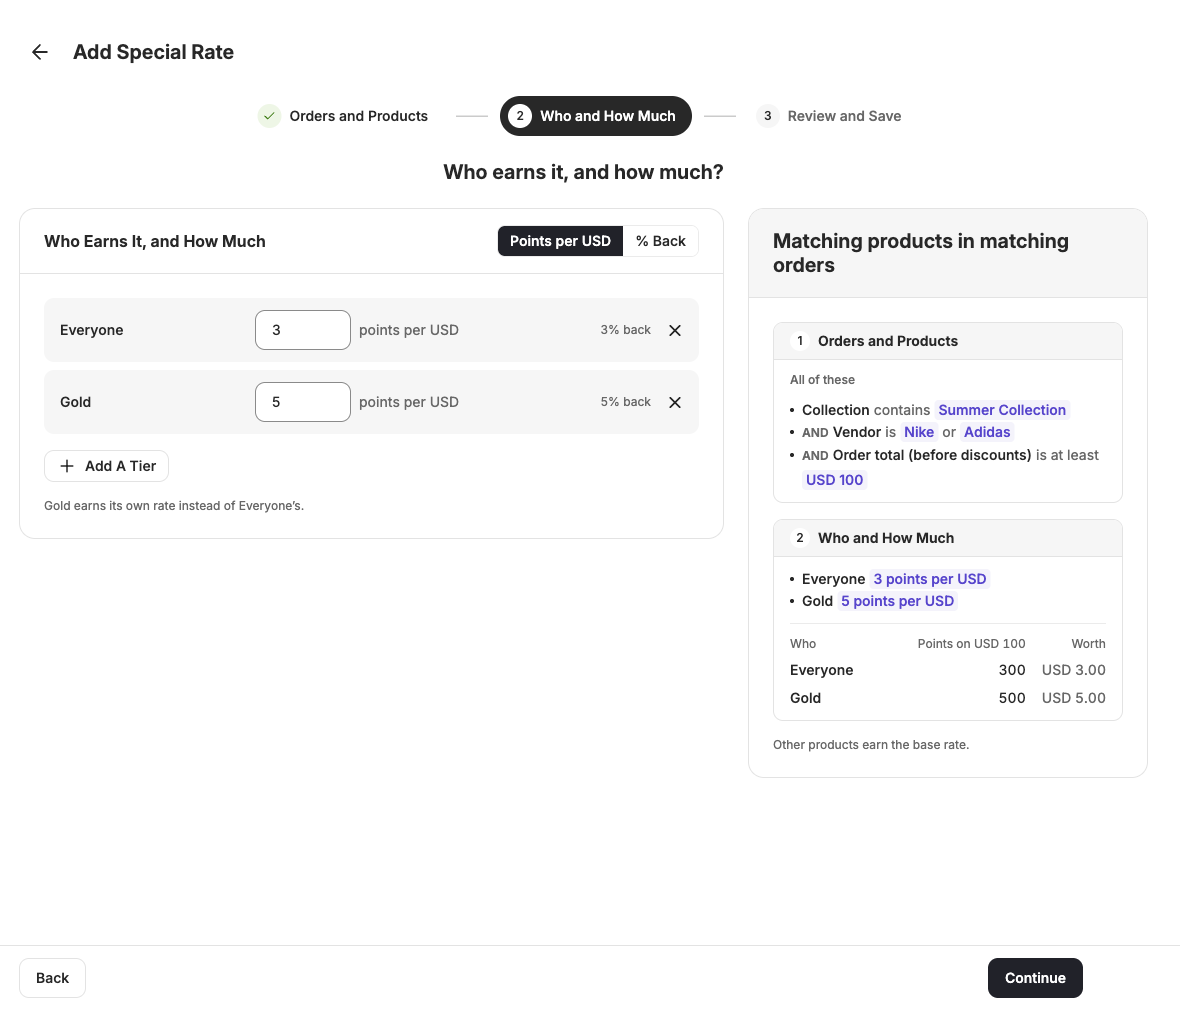 Add Special Rate
Orders and Products
2 Who and How Much
3 Review and Save
Who earns it, and how much?
Who Earns It, and How Much
Points per USD
% Back
Everyone
3
points per USD
3% back
Gold
5
points per USD
5% back
Add A Tier
Gold earns its own rate instead of Everyone’s.
Matching products in matching
orders
1 Orders and Products
All of these
• Collection contains Summer Collection
• AND Vendor is Nike or Adidas
• AND Order total (before discounts) is at least
USD 100
2 Who and How Much
• Everyone 3 points per USD
• Gold 5 points per USD
Who Points on USD 100 Worth
Everyone 300 USD 3.00
Gold 500 USD 5.00
Other products earn the base rate.
Back
Continue